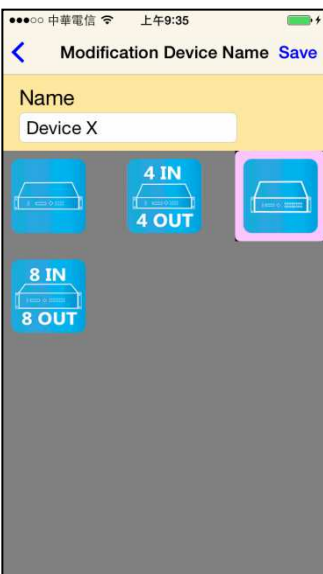 中華電信 上午9:35
Modification Device Name Save
Name
Device X
4 IN
4 OUT
8 IN
8 OUT